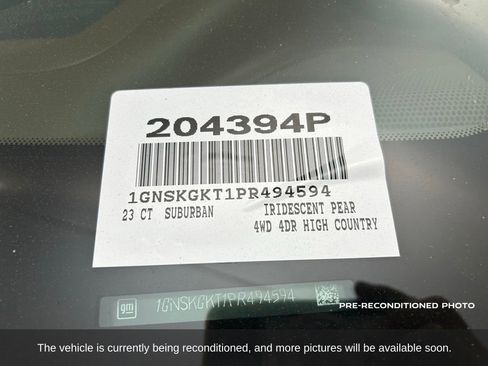 204394P
1GNSKGKT1PR494594
23 CT SUBURBAN IRIDESCENT PEAR
4WD 4DR HIGH COUNTRY
gm 1GNSKGKT1PR494594
PRE-RECONDITIONED PHOTO
The vehicle is currently being reconditioned, and more pictures will be available soon.